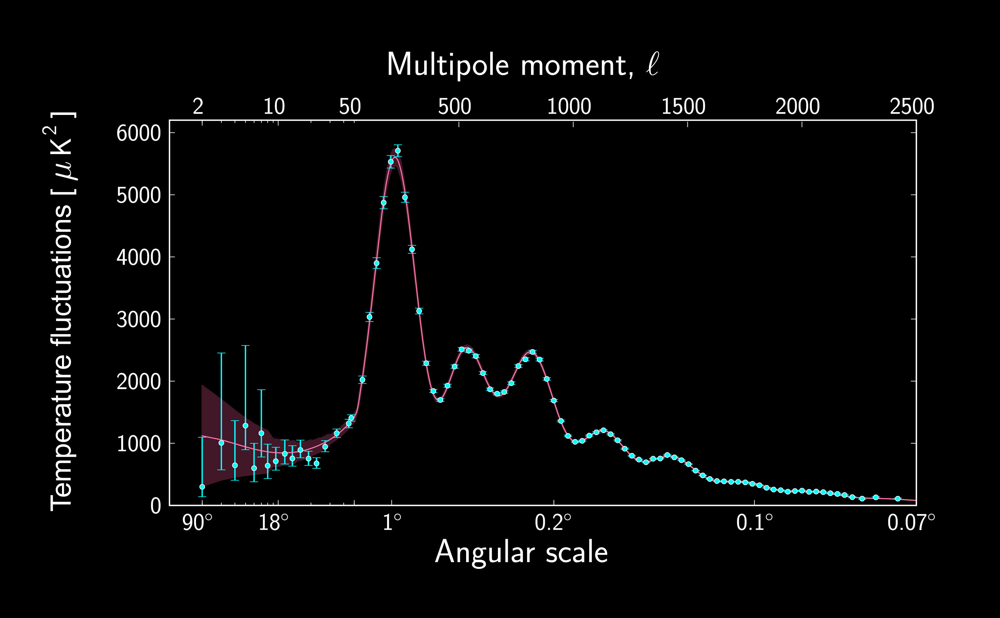 Multipole moment, ℓ
2 10 50 500 1000 1500 2000 2500
Temperature fluctuations [ μ K² ]
6000
5000
4000
3000
2000
1000
0
90° 18° 1° 0.2° 0.1° 0.07°
Angular scale